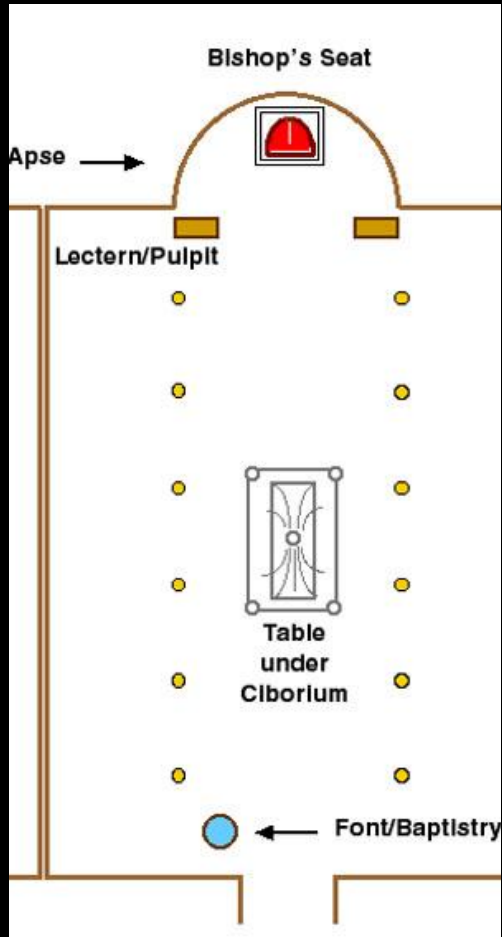 Bishop's Seat
Apse
Lectern/Pulpit
Table
under
Ciborium
Font/Baptistry